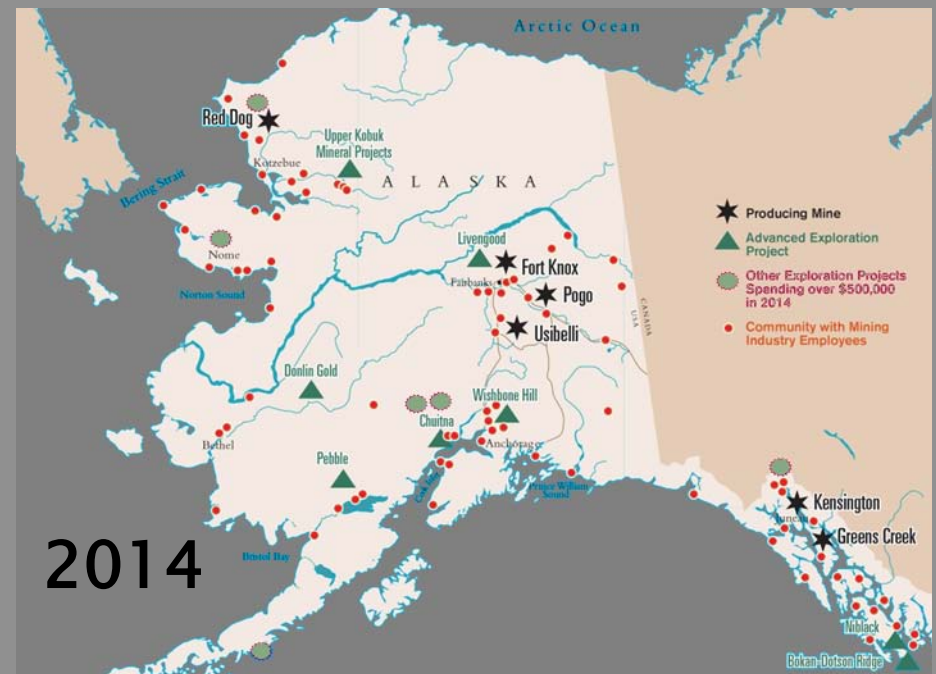 Arctic Ocean
Red Dog
Upper Kobuk
Mineral Projects
Kotzebue
Bering Strait
ALASKA
Producing Mine
Advanced Exploration
Project
Other Exploration Projects
Spending over $500,000
in 2014
Community with Mining
Industry Employees
Livengood
Nome
Fort Knox
Fairbanks
Pogo
Norton Sound
CANADA
USA
Usibelli
Donlin Gold
Wishbone Hill
Chuitna
Bethel
Anchorage
Pebble
Cook Inlet
Prince William
Sound
Kensington
Juneau
Greens Creek
2014
Bristol Bay
Niblack
Bokan-Dotson Ridge